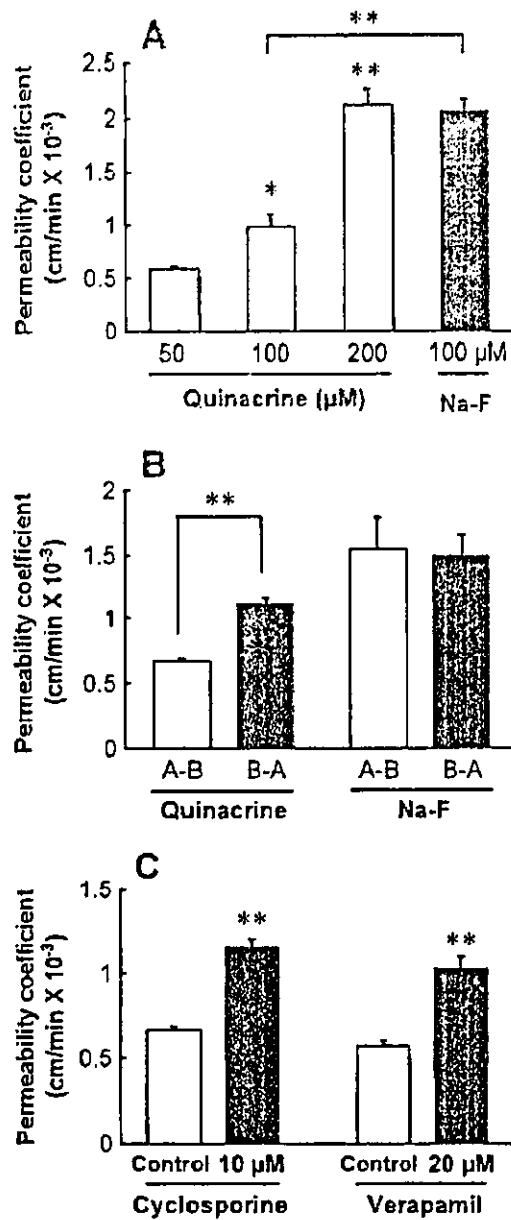 A
**
**
*
Permeability coefficient
(cm/min X 10-3)
2.5
2
1.5
1
0.5
0
50 100 200 100 µM
Quinacrine (µM) Na-F
B
**
Permeability coefficient
(cm/min X 10-3)
2
1.5
1
0.5
0
A-B B-A A-B B-A
Quinacrine Na-F
C
** **
Permeability coefficient
(cm/min X 10-3)
1.5
1
0.5
0
Control 10 µM Control 20 µM
Cyclosporine Verapamil